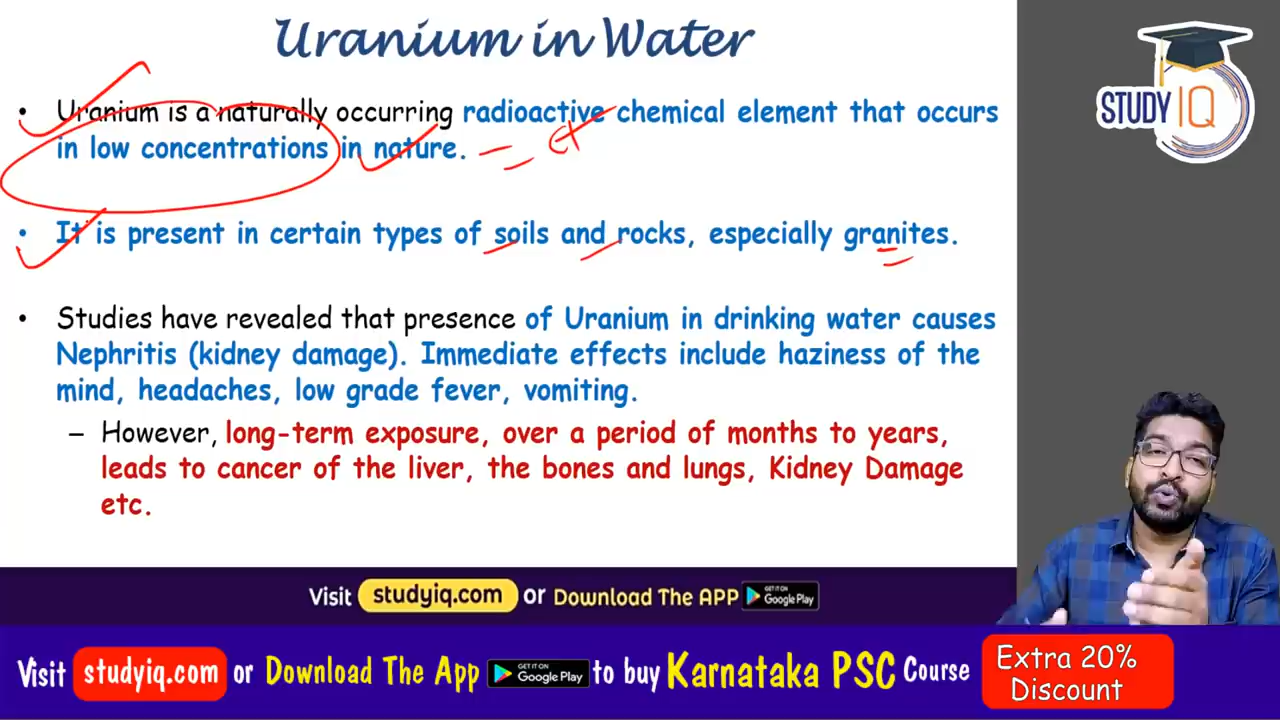 Uranium in Water
• Uranium is a naturally occurring radioactive chemical element that occurs
in low concentrations in nature.
• It is present in certain types of soils and rocks, especially granites.
• Studies have revealed that presence of Uranium in drinking water causes
Nephritis (kidney damage). Immediate effects include haziness of the
mind, headaches, low grade fever, vomiting.
– However, long-term exposure, over a period of months to years,
leads to cancer of the liver, the bones and lungs, Kidney Damage
etc.
STUDY IQ
Visit studyiq.com or Download The APP GET IT ON Google Play
Visit studyiq.com or Download The App GET IT ON Google Play to buy Karnataka PSC Course
Extra 20%
Discount